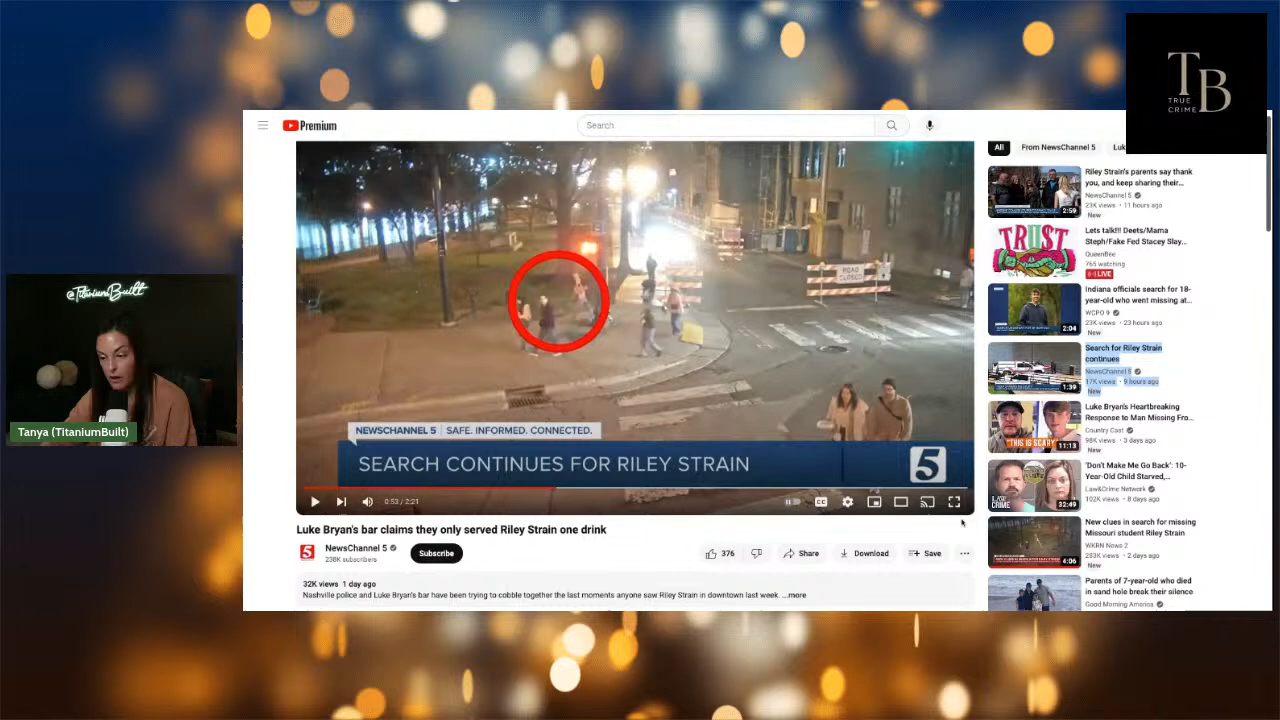 TB
TRUE
CRIME
Premium
Search
All
From NewsChannel 5
Luk
ROAD
CLOSED
NEWSCHANNEL 5 SAFE. INFORMED. CONNECTED.
SEARCH CONTINUES FOR RILEY STRAIN
5
0:53 / 2:21
CC
Luke Bryan's bar claims they only served Riley Strain one drink
5
NewsChannel 5
238K subscribers
Subscribe
376
Share
Download
Save
32K views 1 day ago
Nashville police and Luke Bryan's bar have been trying to cobble together the last moments anyone saw Riley Strain in downtown last week. ...more
2:59
Riley Strain's parents say thank
you, and keep sharing their...
NewsChannel 5
23K views • 11 hours ago
New
TRUST
Lets talk!!! Deets/Mama
Steph/Fake Fed Stacey Slay...
QueenBee
765 watching
LIVE
2:04
Indiana officials search for 18-
year-old who went missing at...
WCPO 9
23K views • 23 hours ago
New
1:39
Search for Riley Strain
continues
NewsChannel 5
17K views • 9 hours ago
New
"THIS IS SCARY"
11:13
Luke Bryan's Heartbreaking
Response to Man Missing Fro...
Country Cast
98K views • 3 days ago
New
LAW&
CRIME
32:49
'Don't Make Me Go Back': 10-
Year-Old Child Starved,...
Law&Crime Network
102K views • 8 days ago
4:06
New clues in search for missing
Missouri student Riley Strain
WKRN News 2
283K views • 2 days ago
New
Parents of 7-year-old who died
in sand hole break their silence
Good Morning America
@TitaniumBuilt
Tanya (TitaniumBuilt)